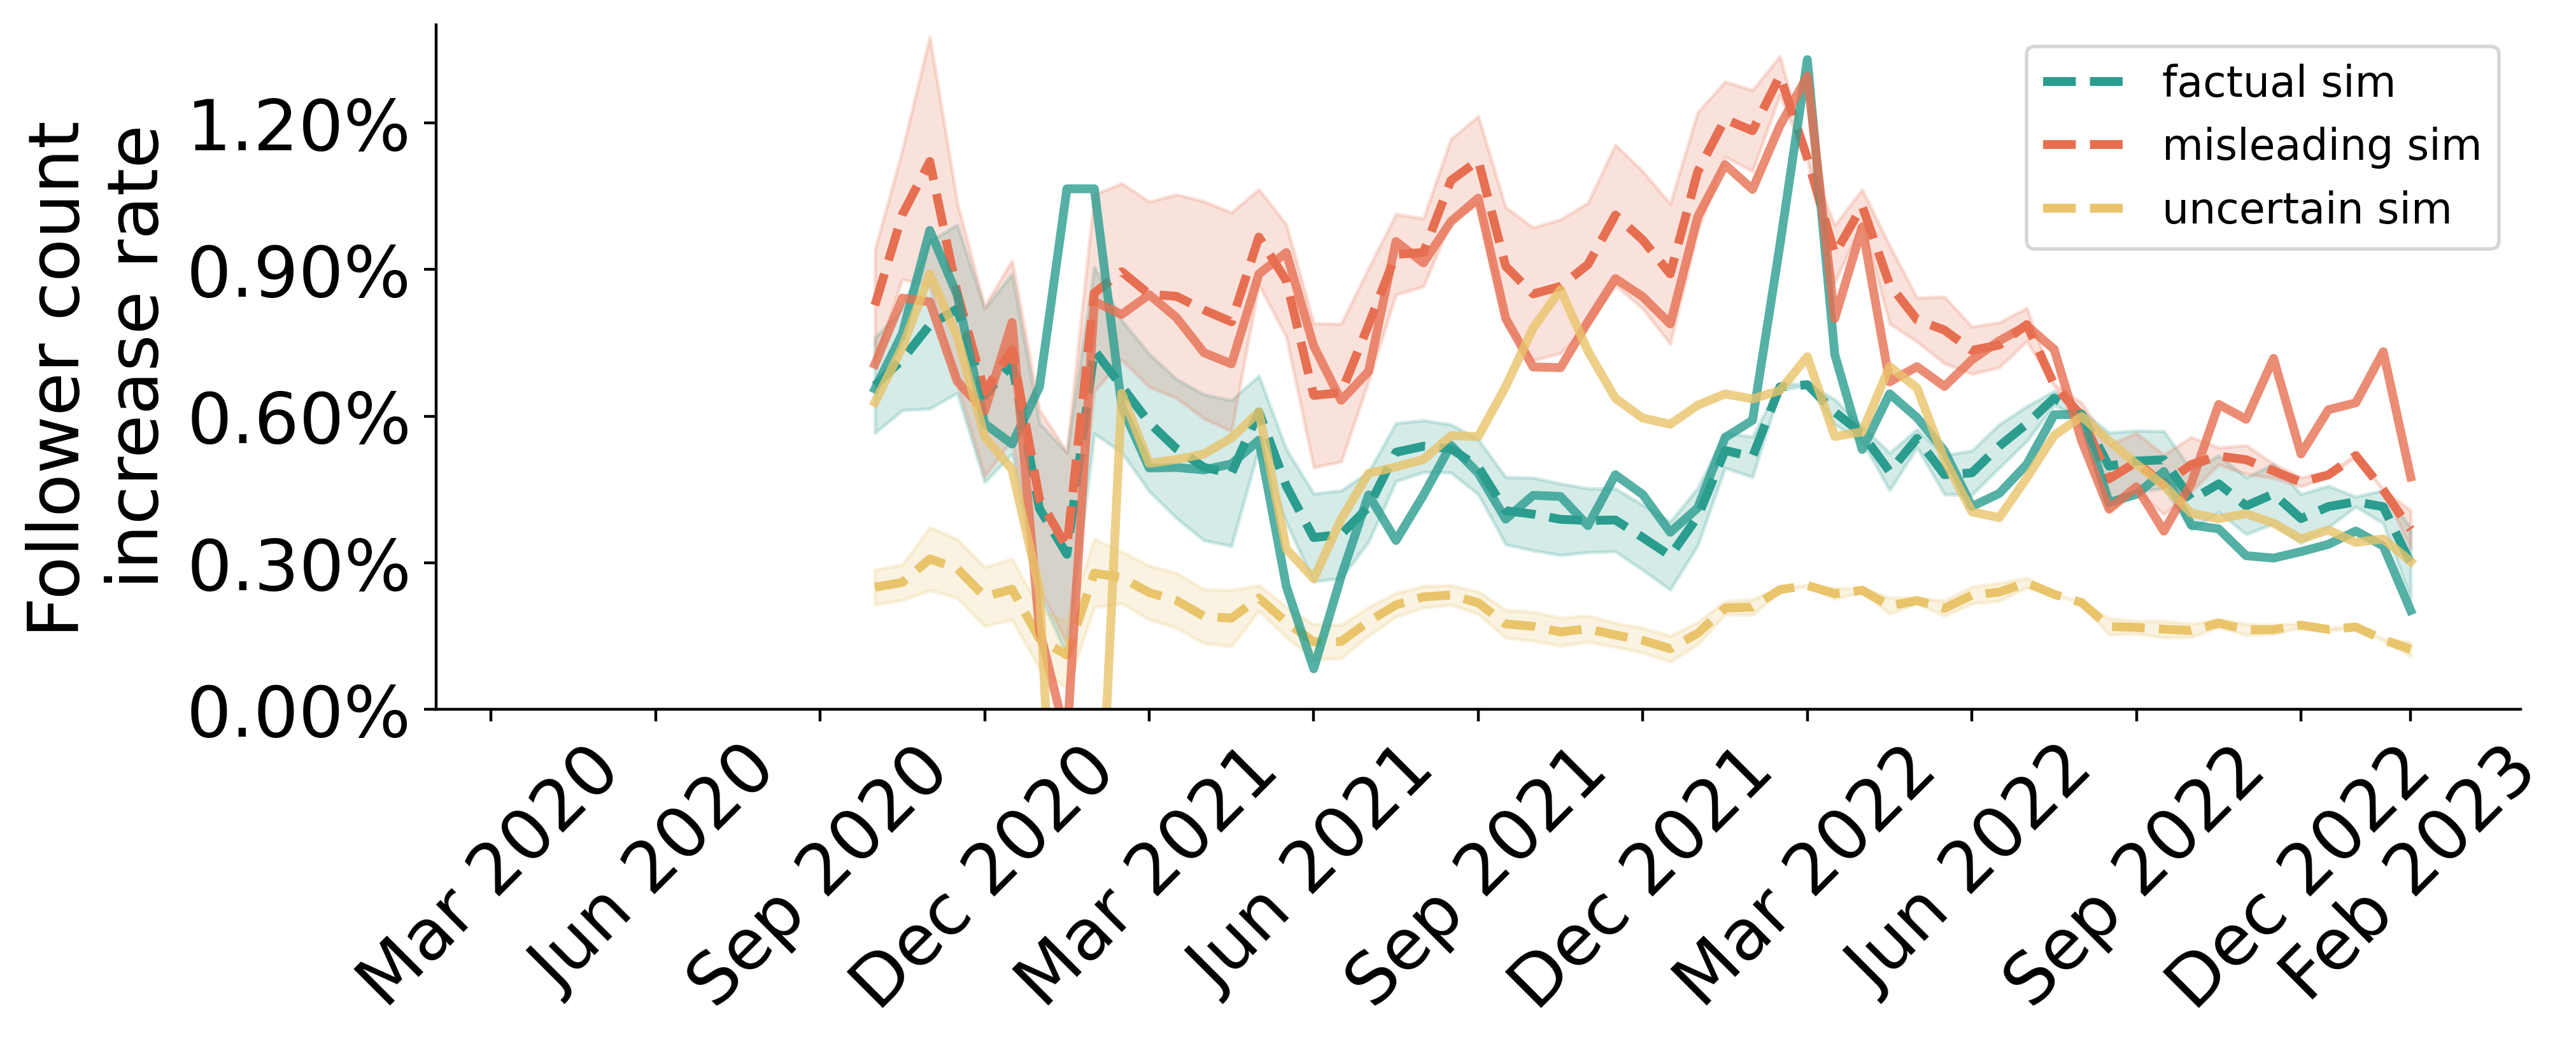 Follower count
increase rate
1.20%
0.90%
0.60%
0.30%
0.00%
factual sim
misleading sim
uncertain sim
Mar 2020
Jun 2020
Sep 2020
Dec 2020
Mar 2021
Jun 2021
Sep 2021
Dec 2021
Mar 2022
Jun 2022
Sep 2022
Dec 2022
Feb 2023